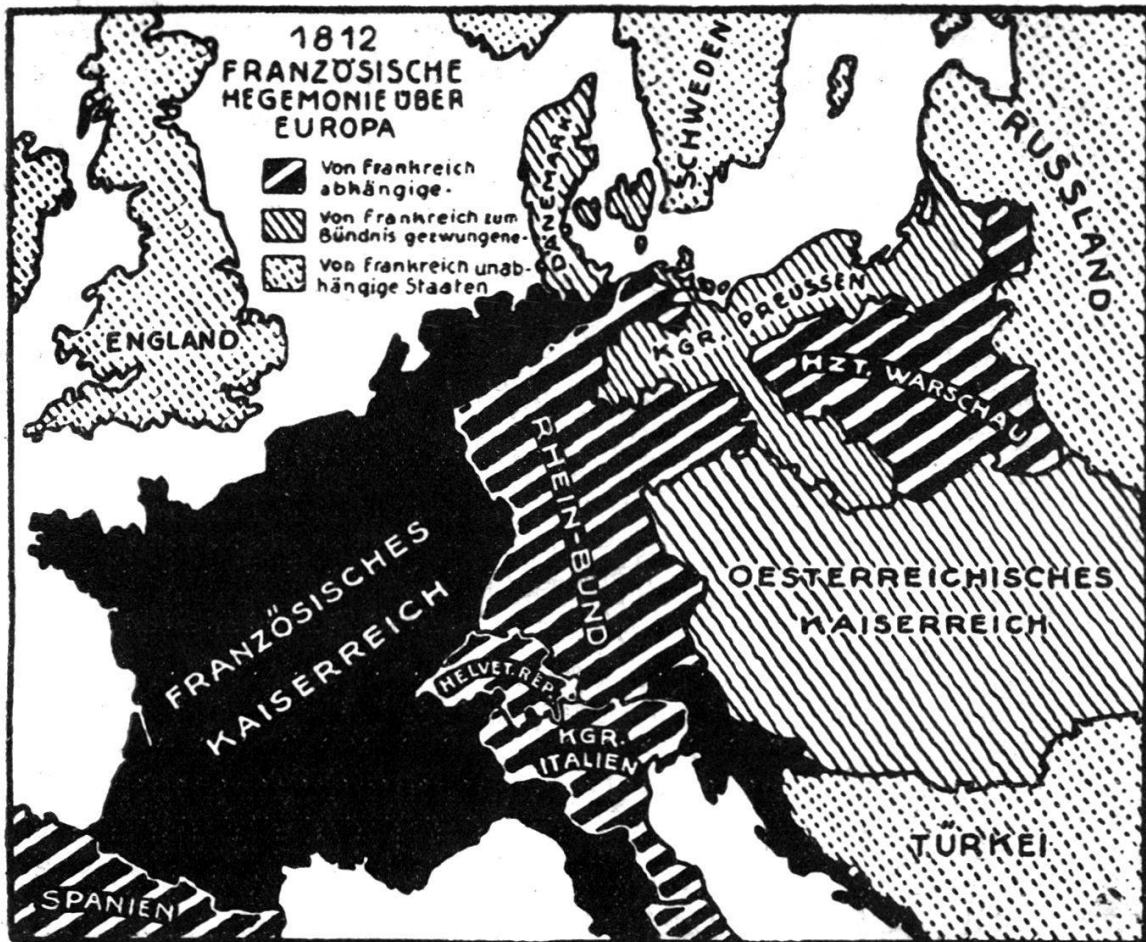 1812
FRANZÖSISCHE
HEGEMONIE ÜBER
EUROPA
Von Frankreich
abhängige-
Von Frankreich zum
Bündnis gezwungene-
Von Frankreich unab-
hängige Staaten
ENGLAND
DÄNEMARK
SCHWEDEN
RUSSLAND
KGR. PREUSSEN
HZT. WARSCHAU
RHEIN-BUND
FRANZÖSISCHES
KAISERREICH
OESTERREICHISCHES
KAISERREICH
HELVET. REP.
KGR.
ITALIEN
TÜRKEI
SPANIEN